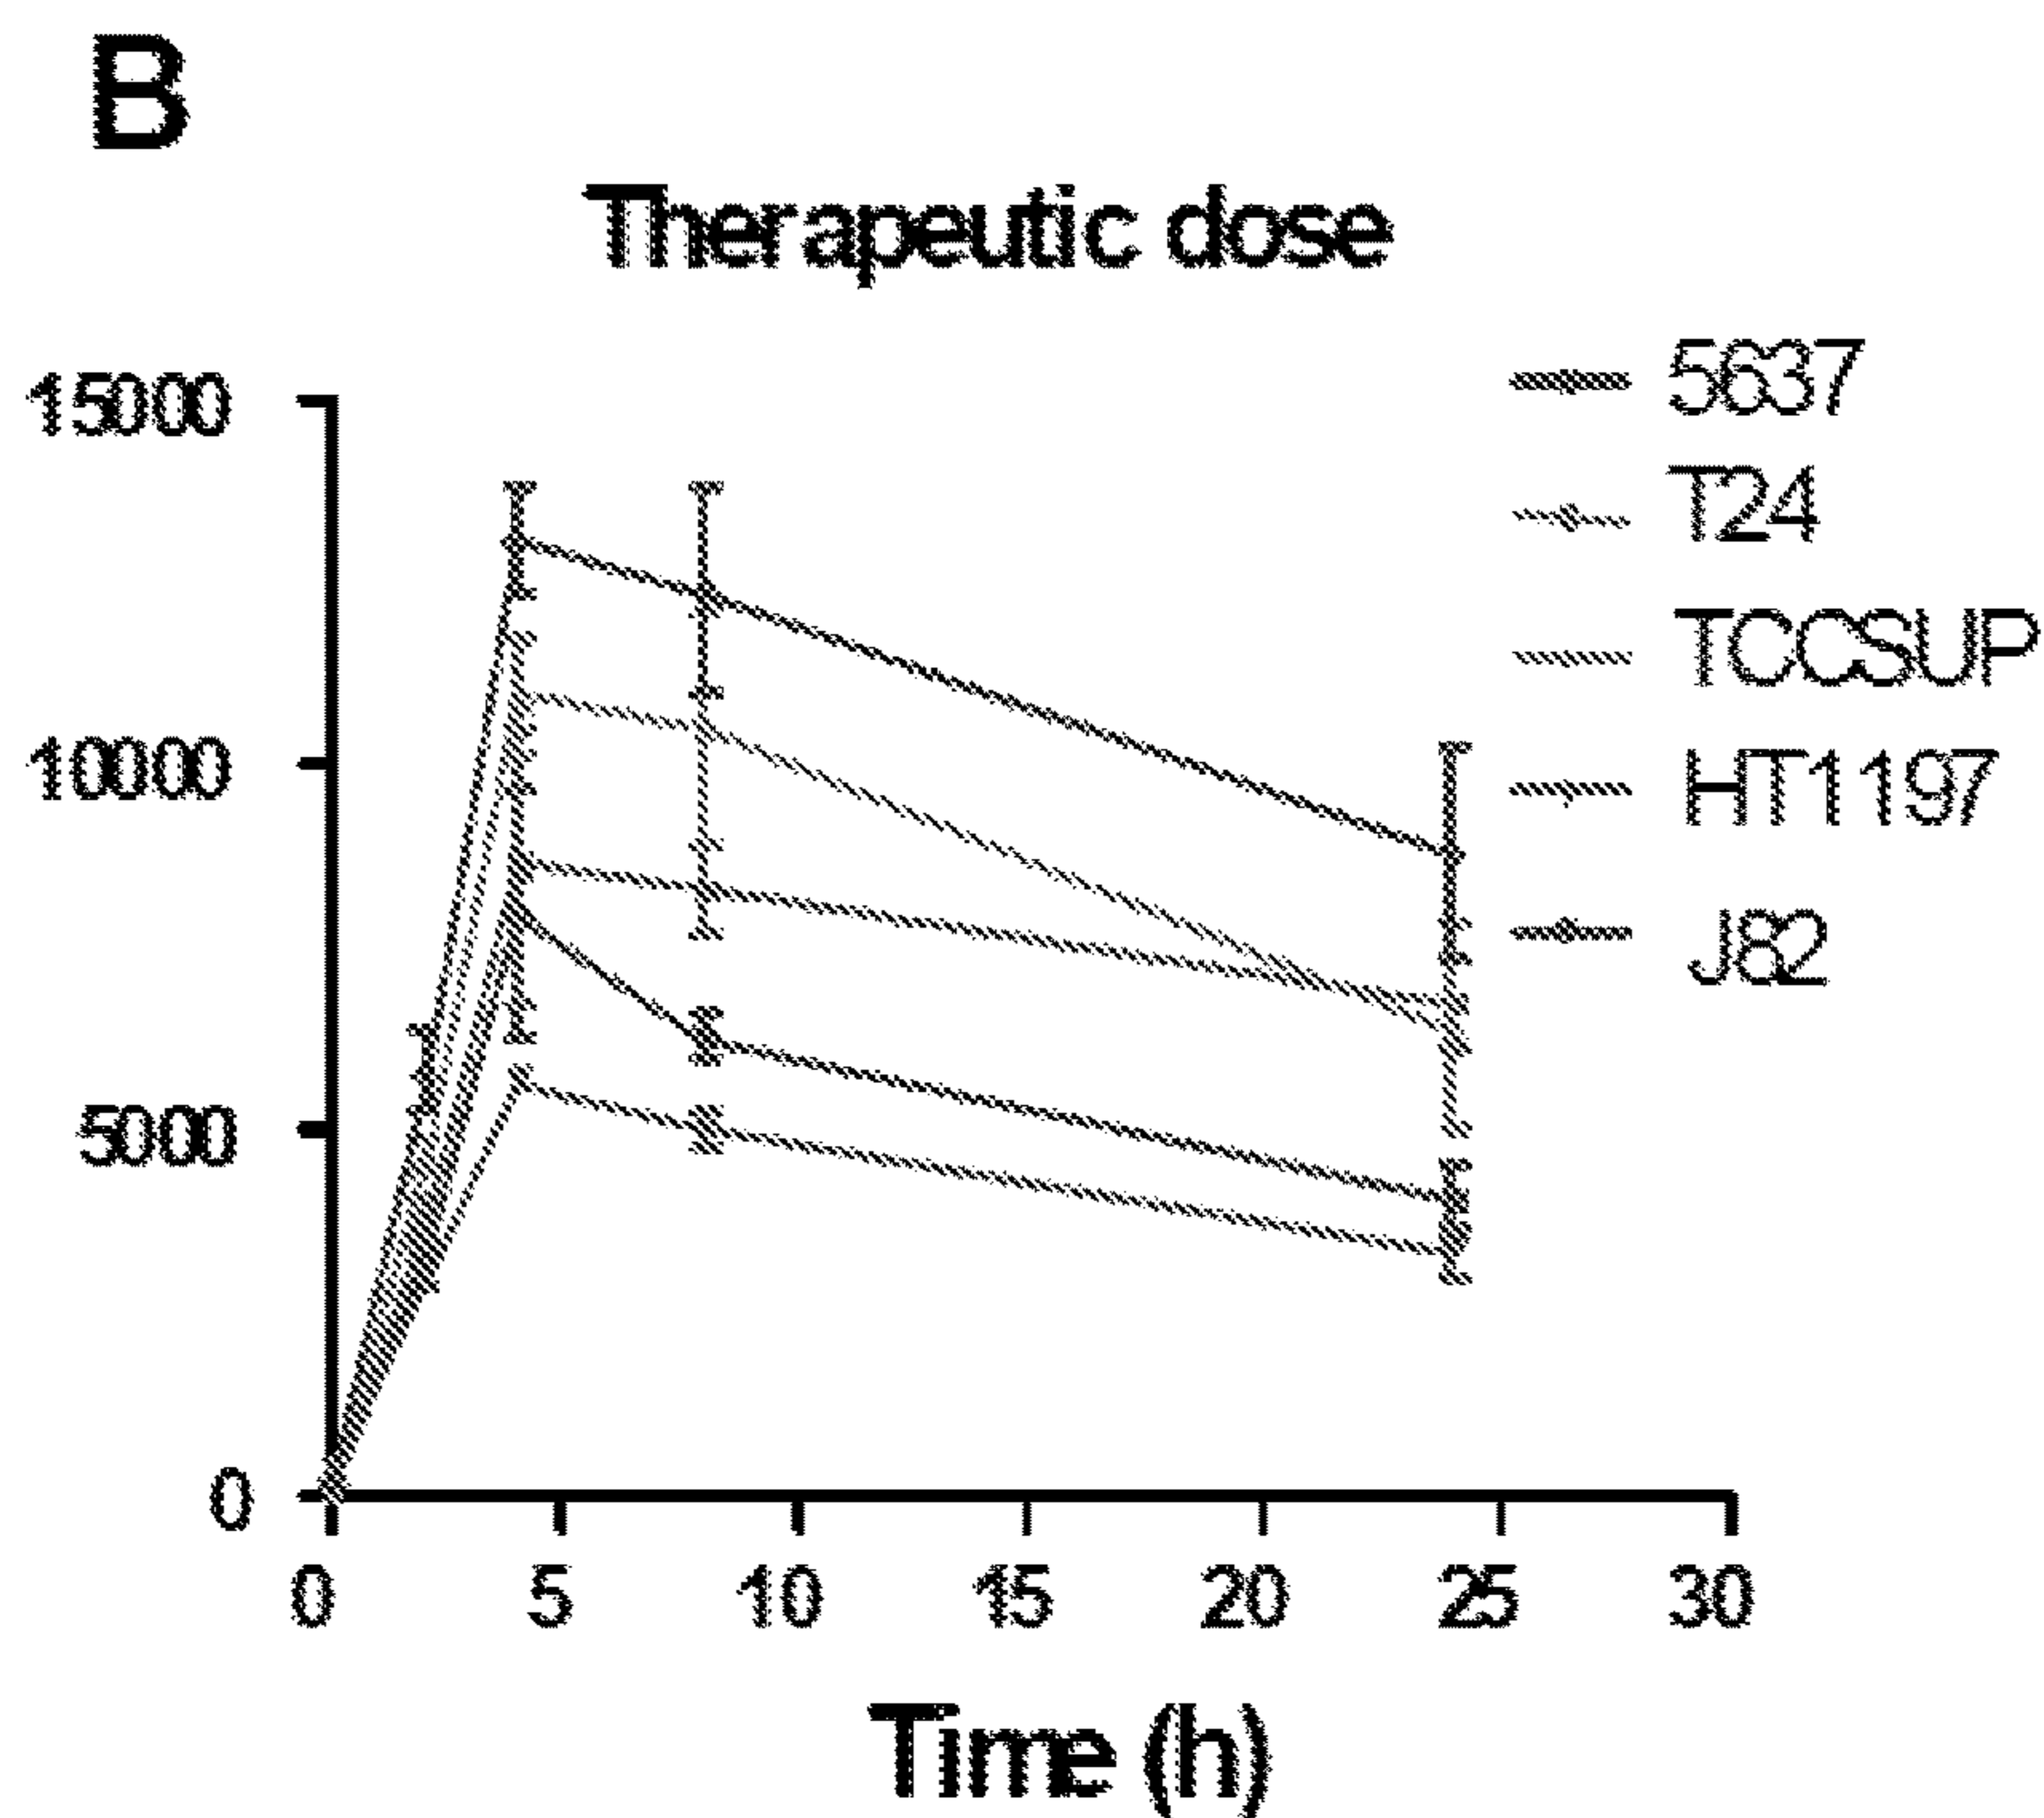 B
Therapeutic dose
15000
10000
5000
0
0 5 10 15 20 25 30
Time (h)
5637
T24
TCCSUP
HT1197
J82